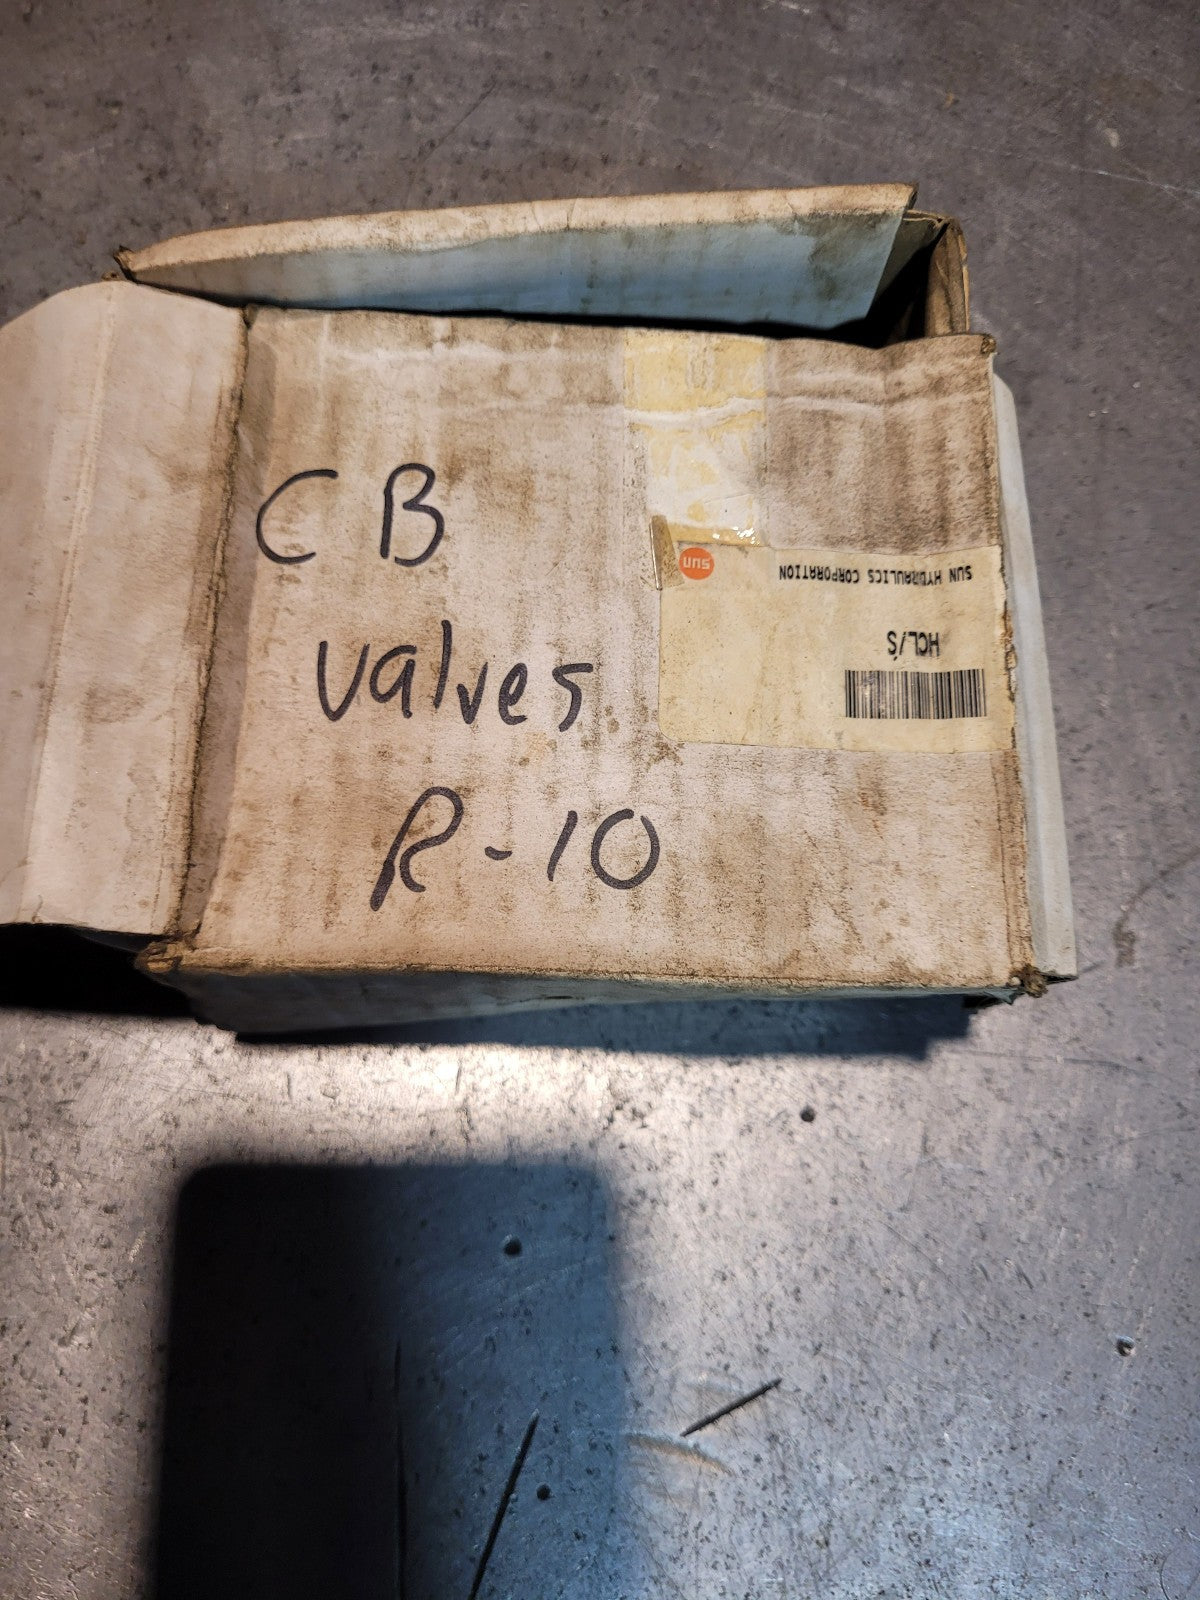 CB
valves
R-10
sun
SUN HYDRAULICS CORPORATION
HCL/S